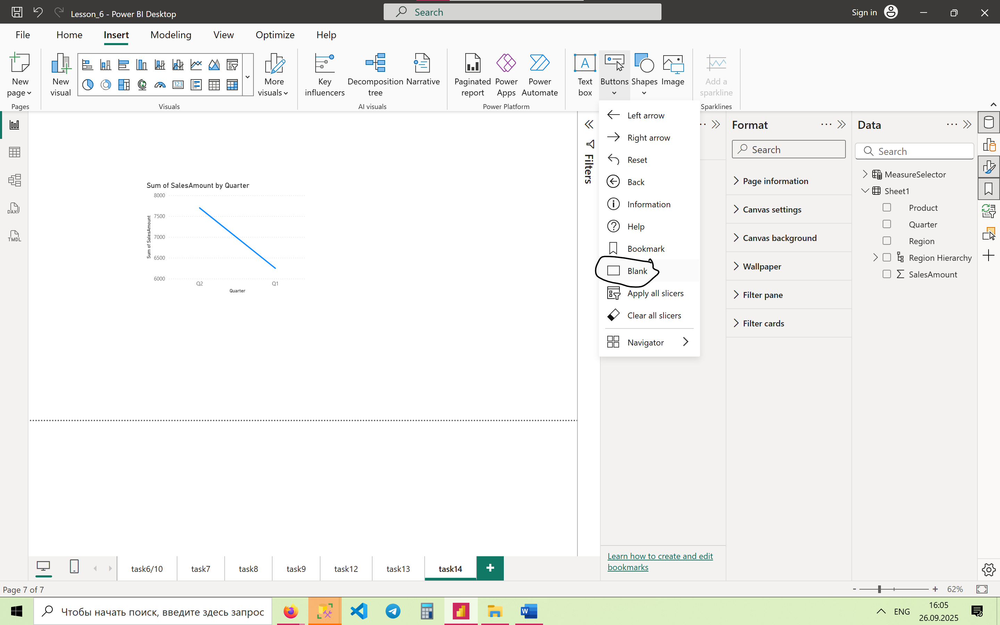 Lesson_6 - Power BI Desktop
Search
Sign in
File
Home
Insert
Modeling
View
Optimize
Help
New page
Pages
New visual
123
More visuals
Visuals
Key influencers
Decomposition tree
Narrative
AI visuals
Paginated report
Power Apps
Power Automate
Power Platform
A
Text box
Buttons
Shapes
Image
Add a sparkline
Sparklines
DAX
TMDL
Sum of SalesAmount by Quarter
8000
7500
7000
6500
6000
Sum of SalesAmount
Q2
Q1
Quarter
Filters
Left arrow
Right arrow
Reset
Back
Information
Help
Bookmark
Blank
Apply all slicers
Clear all slicers
Navigator
Learn how to create and edit
bookmarks
Format
Search
Page information
Canvas settings
Canvas background
Wallpaper
Filter pane
Filter cards
Data
Search
MeasureSelector
Sheet1
Product
Quarter
Region
Region Hierarchy
SalesAmount
task6/10
task7
task8
task9
task12
task13
task14
Page 7 of 7
- + 62%
Чтобы начать поиск, введите здесь запрос
W
ENG
16:05
26.09.2025